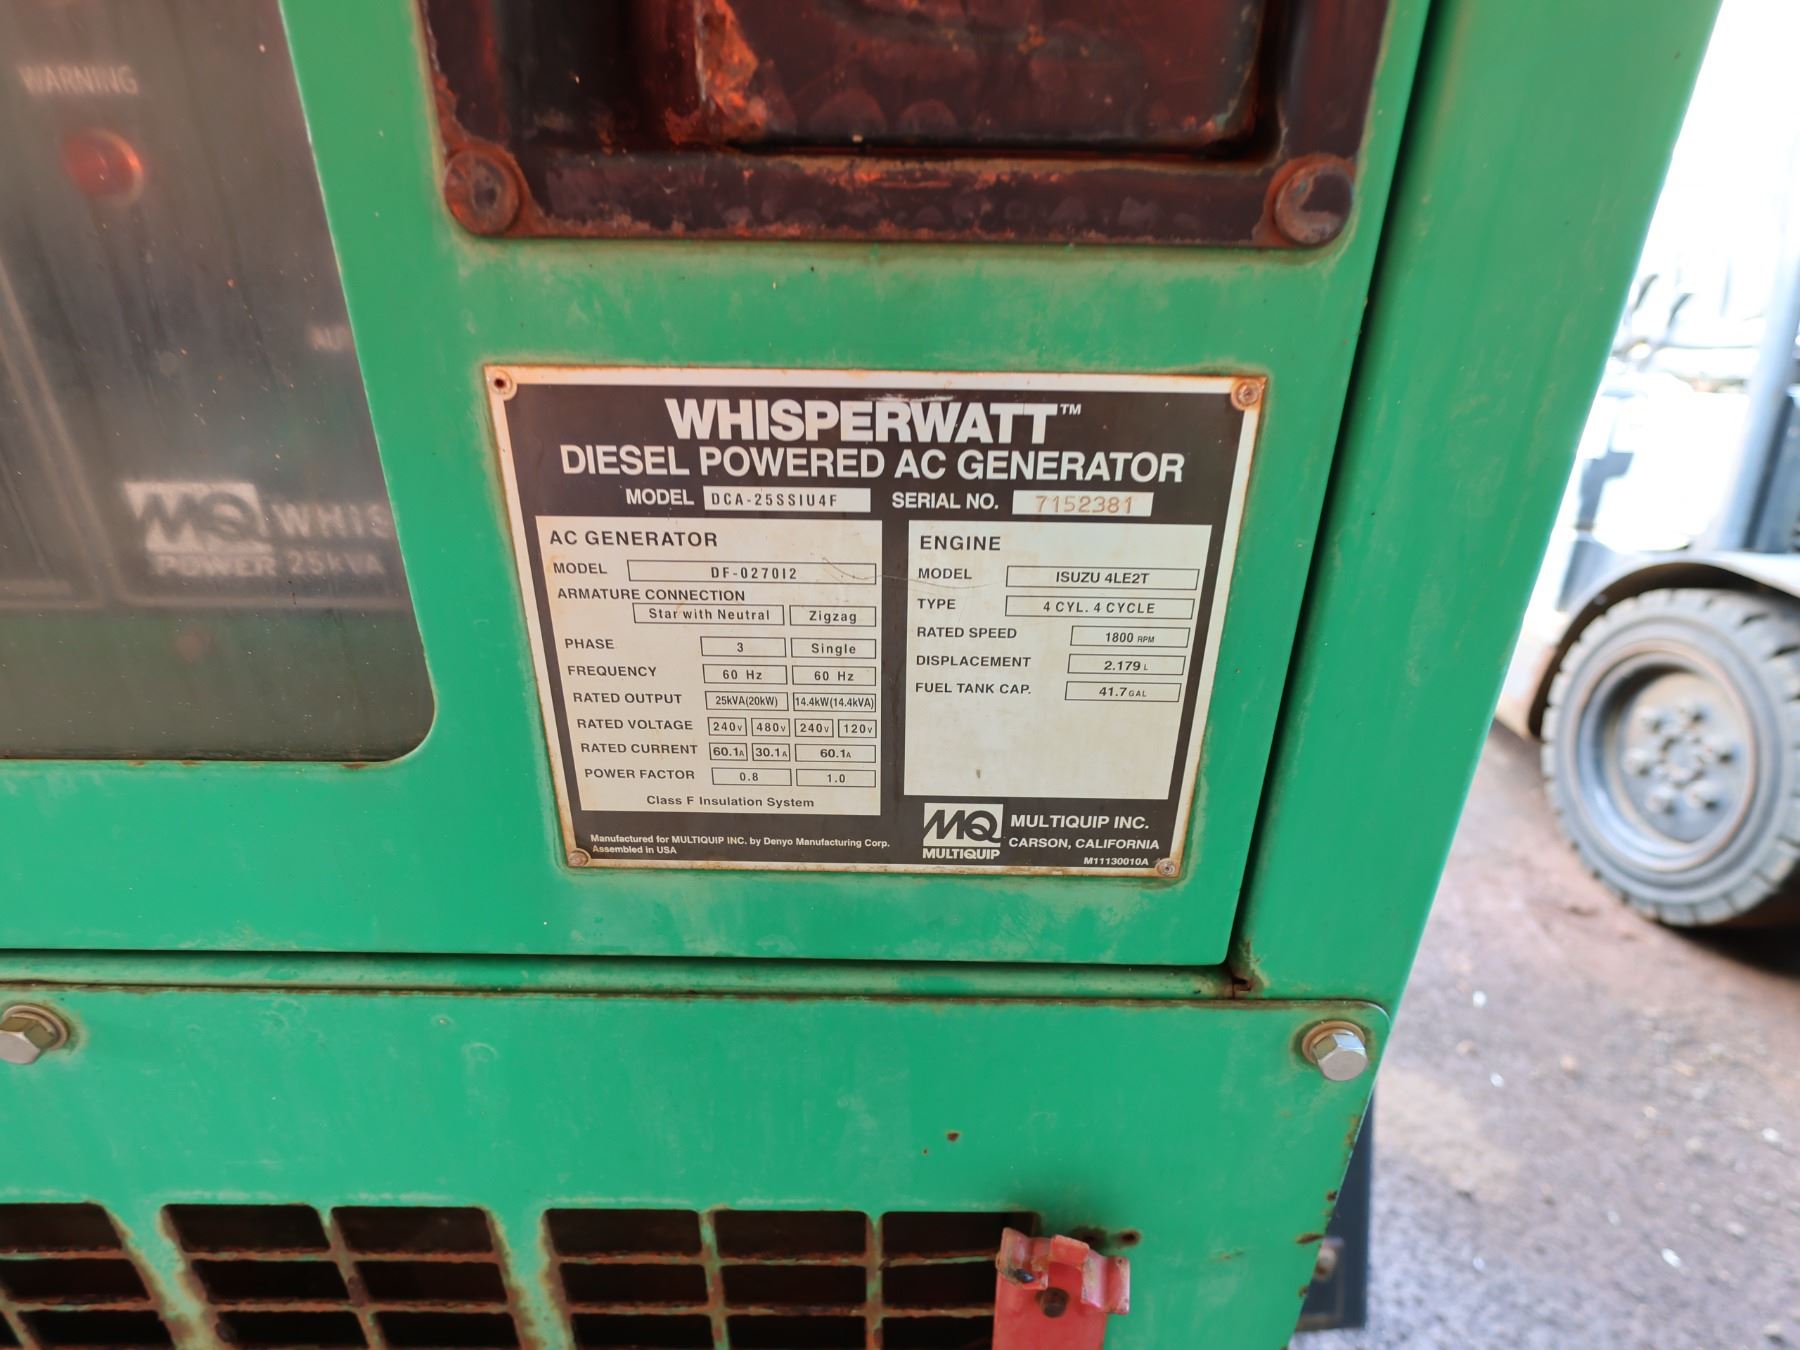 WARNING
MQ WHIS
POWER 25kVA
WHISPERWATT™
DIESEL POWERED AC GENERATOR
MODEL DCA-25SSIU4F SERIAL NO. 7152381
AC GENERATOR
MODEL DF-0270I2
ARMATURE CONNECTION
Star with Neutral Zigzag
PHASE 3 Single
FREQUENCY 60 Hz 60 Hz
RATED OUTPUT 25kVA(20kW) 14.4kW(14.4kVA)
RATED VOLTAGE 240V 480V 240V 120V
RATED CURRENT 60.1A 30.1A 60.1A
POWER FACTOR 0.8 1.0
Class F Insulation System
ENGINE
MODEL ISUZU 4LE2T
TYPE 4 CYL. 4 CYCLE
RATED SPEED 1800 RPM
DISPLACEMENT 2.179 L
FUEL TANK CAP. 41.7 GAL
Manufactured for MULTIQUIP INC. by Denyo Manufacturing Corp.
Assembled in USA
MQ
MULTIQUIP
MULTIQUIP INC.
CARSON, CALIFORNIA
M11130010A